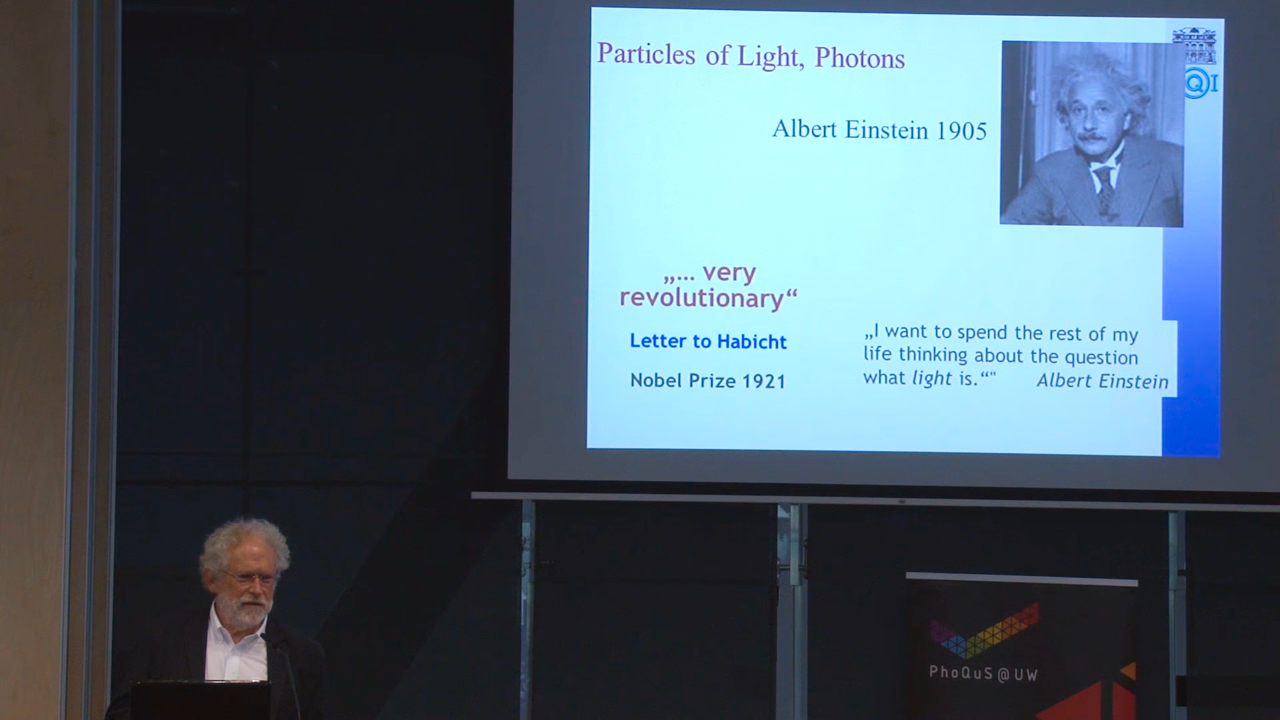 Particles of Light, Photons
Albert Einstein 1905
@I
„... very
revolutionary“
Letter to Habicht
Nobel Prize 1921
„I want to spend the rest of my
life thinking about the question
what light is.“" Albert Einstein
PhoQuS@UW